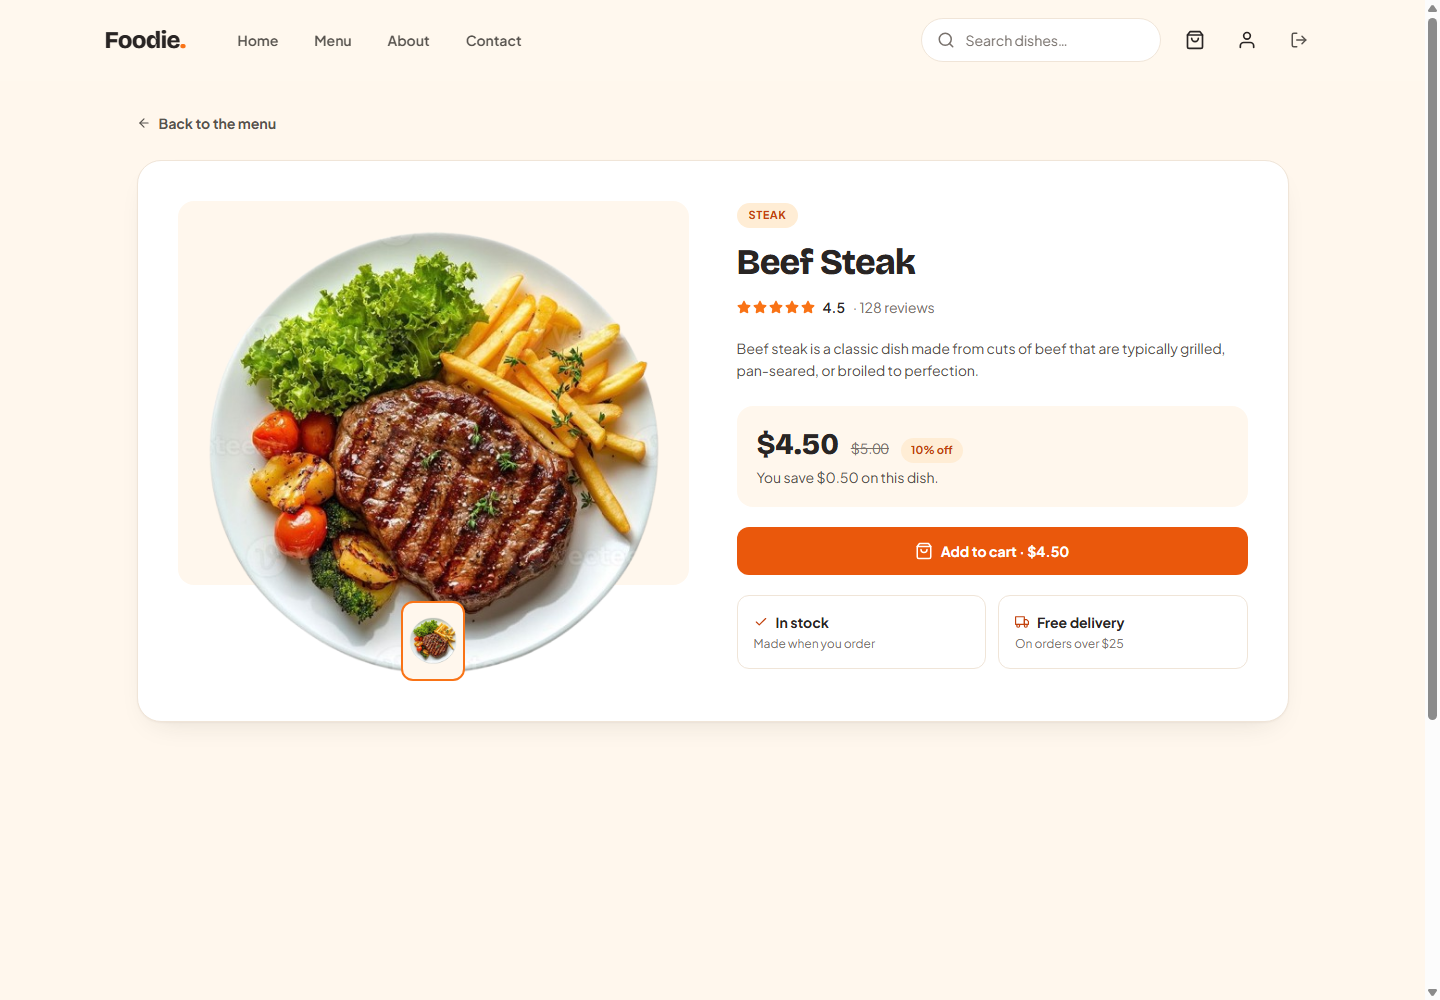 Foodie.
Home
Menu
About
Contact
Search dishes...
Back to the menu
STEAK
Beef Steak
4.5 · 128 reviews
Beef steak is a classic dish made from cuts of beef that are typically grilled,
pan-seared, or broiled to perfection.
$4.50 $5.00 10% off
You save $0.50 on this dish.
Add to cart · $4.50
In stock
Made when you order
Free delivery
On orders over $25